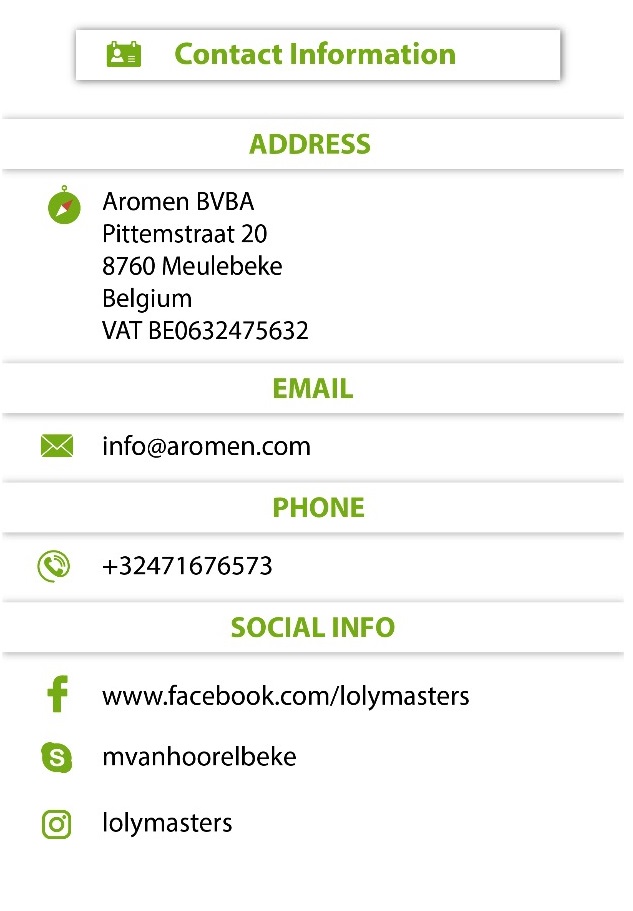 Contact Information
ADDRESS
Aromen BVBA
Pittemstraat 20
8760 Meulebeke
Belgium
VAT BE0632475632
EMAIL
info@aromen.com
PHONE
+32471676573
SOCIAL INFO
www.facebook.com/lolymasters
mvanhoorelbeke
lolymasters